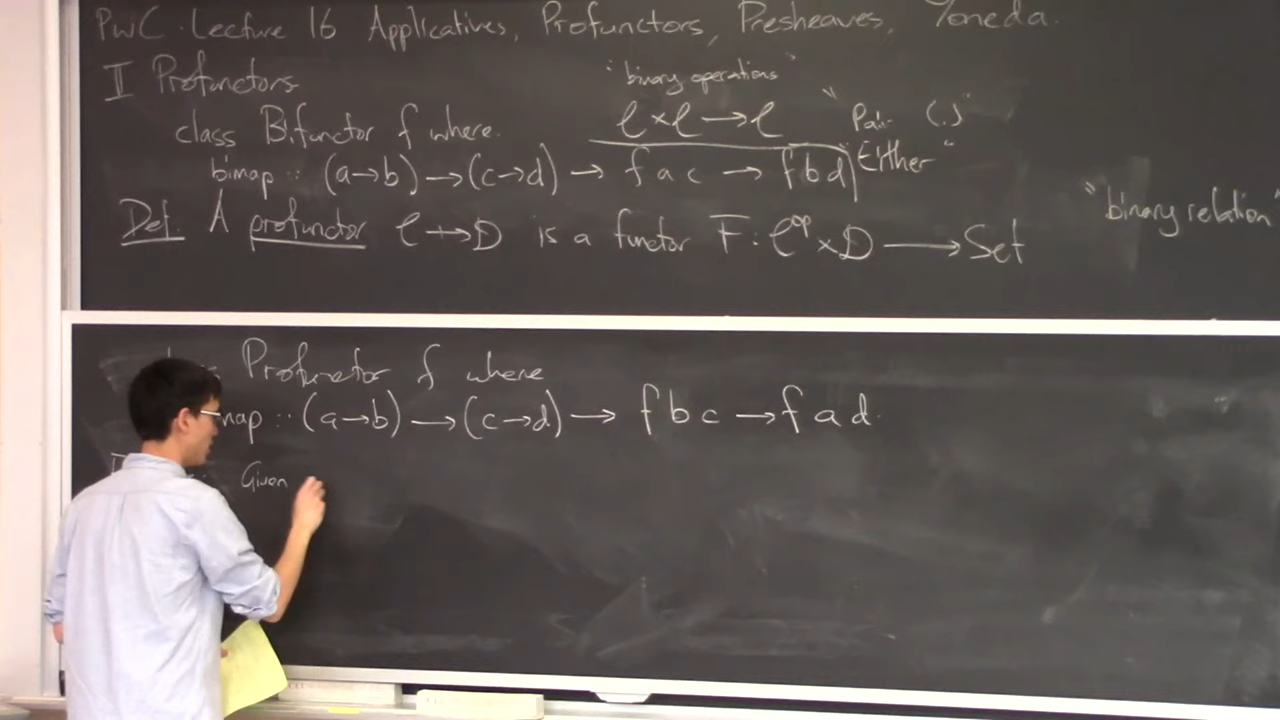 PwC. Lecture 16 Applicatives, Profunctors, Presheaves, Yoneda.
II Profunctors
"binary operations"
class Bifunctor f where.
𝒞×𝒞→𝒞
"Pair (,)"
"Either"
bimap :: (a→b) → (c→d) → f a c → f b d
"binary relation"
Def. A profunctor 𝒞⇸𝒟 is a functor F: 𝒞ᵒᵖ×𝒟 → Set
Profunctor f where
map :: (a→b) → (c→d) → f b c → f a d.
Given